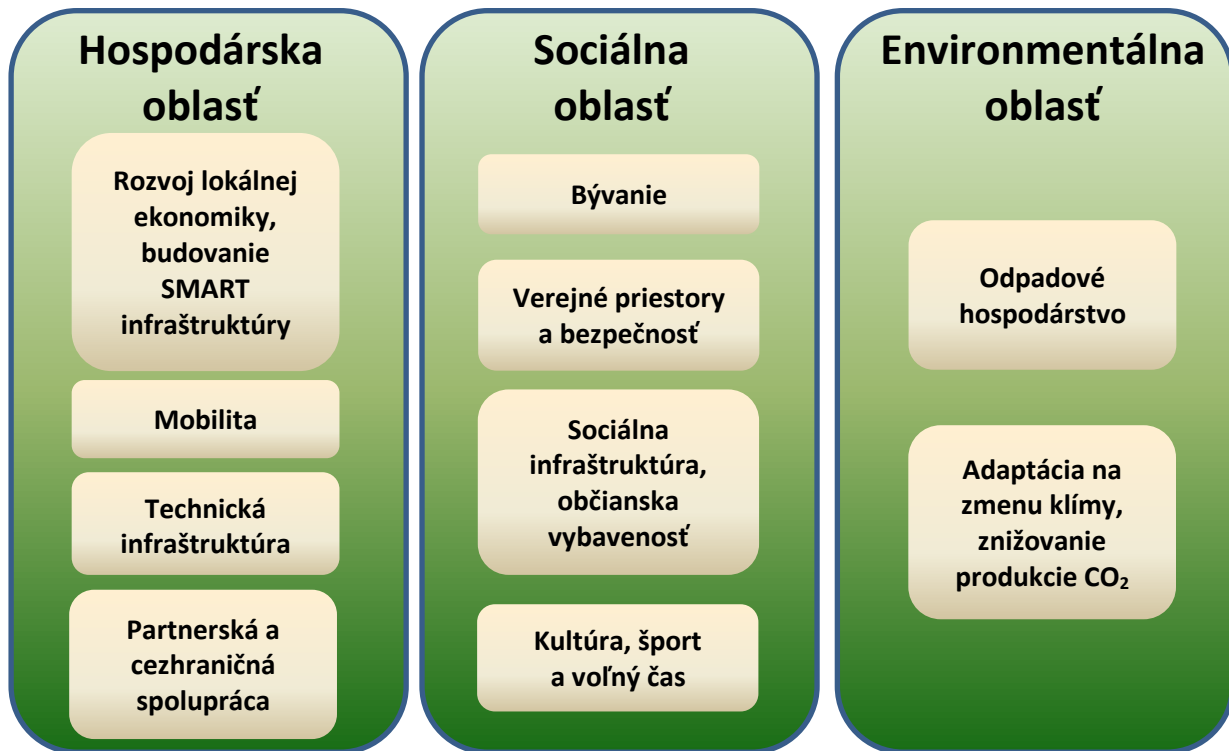 Hospodárska
oblasť
Rozvoj lokálnej
ekonomiky,
budovanie
SMART
infraštruktúry
Mobilita
Technická
infraštruktúra
Partnerská a
cezhraničná
spolupráca
Sociálna
oblasť
Bývanie
Verejné priestory
a bezpečnosť
Sociálna
infraštruktúra,
občianska
vybavenosť
Kultúra, šport
a voľný čas
Environmentálna
oblasť
Odpadové
hospodárstvo
Adaptácia na
zmenu klímy,
znižovanie
produkcie CO₂